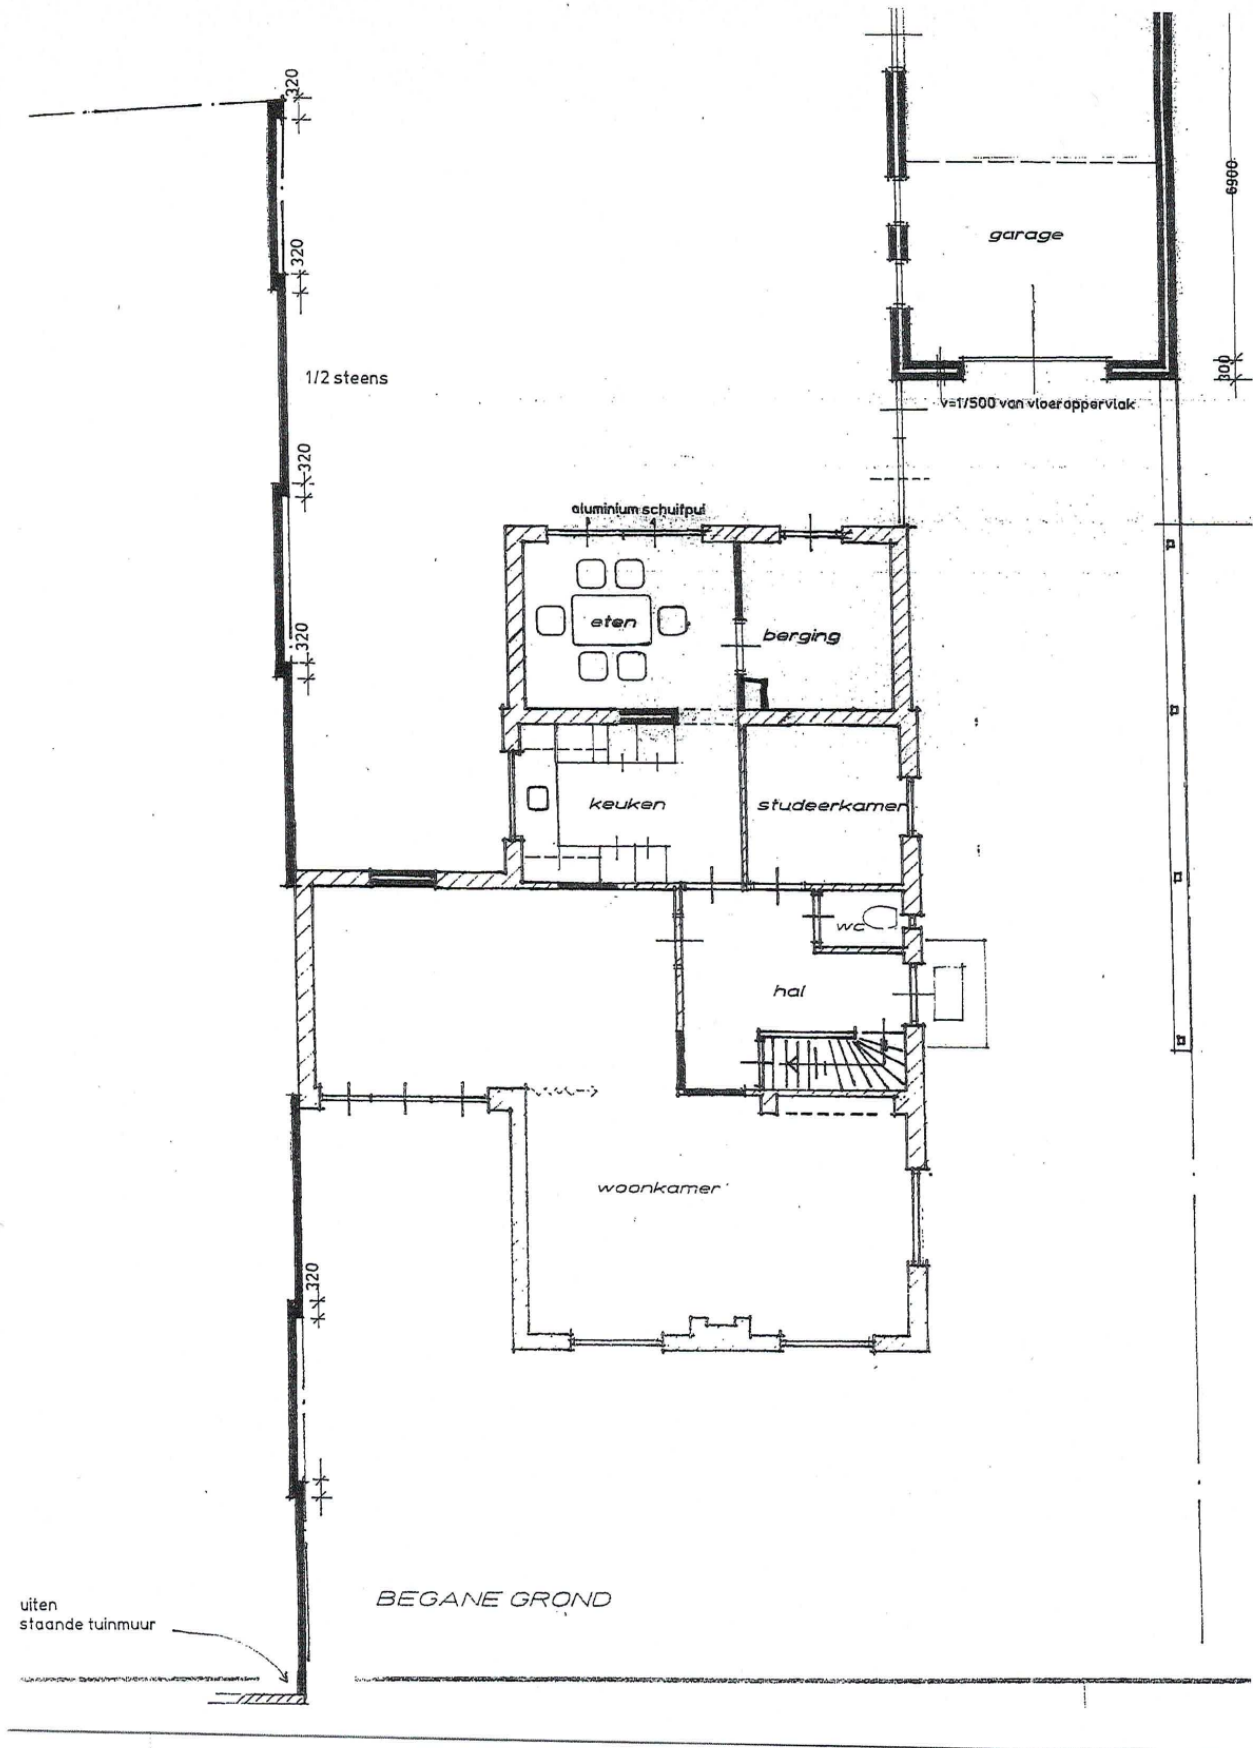 320
6900
garage
320
1/2 steens
300
v=1/500 van vloeroppervlak
320
aluminium schuifpui
eten
berging
320
keuken
studeerkamer
wc
hal
woonkamer
320
BEGANE GROND
uiten
staande tuinmuur